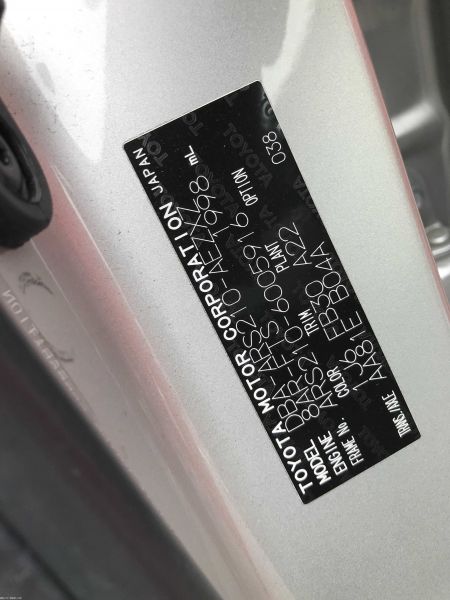 TOYOTA MOTOR CORPORATION JAPAN
MODEL DBA-ARS210-AEZXZ
ENGINE 8AR-FTS 1998 mL
FRAME No. ARS210-6005916
COLOR TRIM PLANT OPTION
1J6 EB30 A22 038
TRANS./AXLE AA81E B04A